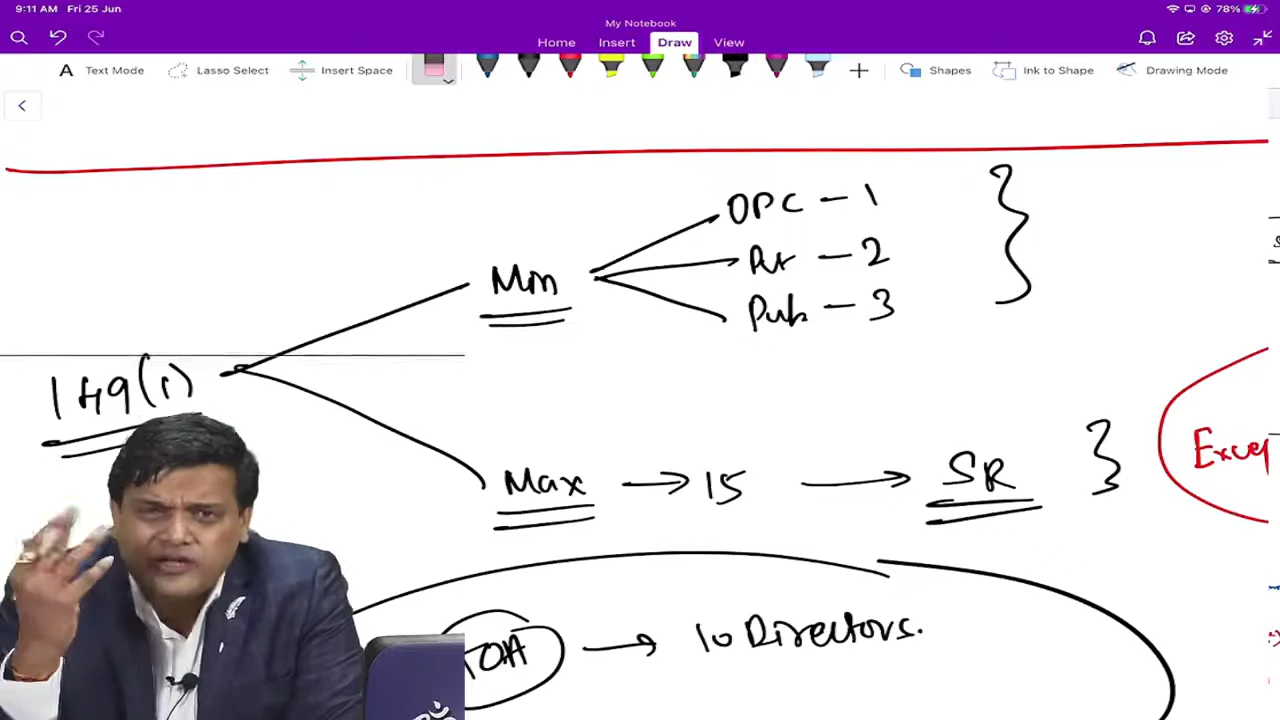 9:11 AM Fri 25 Jun
78%
My Notebook
Home Insert Draw View
A Text Mode Lasso Select Insert Space Shapes Ink to Shape Drawing Mode
OPC - 1
Min
Pvt - 2
Pub - 3
149(1)
Max → 15 → SR
Excep
10 Directors.